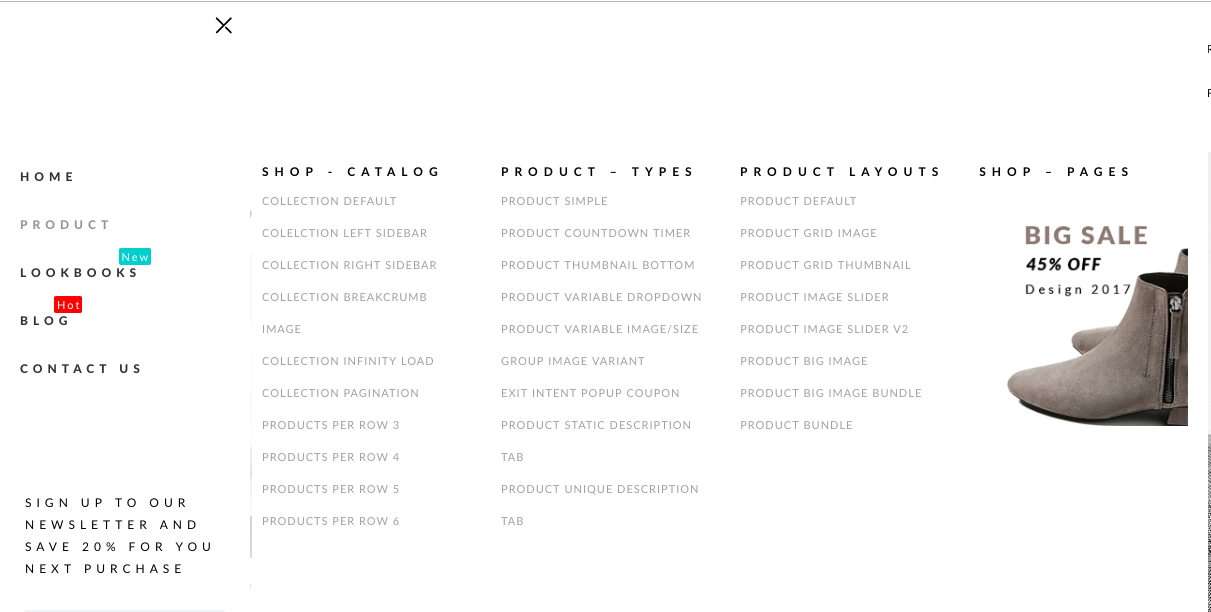 HOME
PRODUCT
New
LOOKBOOKS
Hot
BLOG
CONTACT US
SIGN UP TO OUR
NEWSLETTER AND
SAVE 20% FOR YOU
NEXT PURCHASE
SHOP - CATALOG
COLLECTION DEFAULT
COLELCTION LEFT SIDEBAR
COLLECTION RIGHT SIDEBAR
COLLECTION BREAKCRUMB
IMAGE
COLLECTION INFINITY LOAD
COLLECTION PAGINATION
PRODUCTS PER ROW 3
PRODUCTS PER ROW 4
PRODUCTS PER ROW 5
PRODUCTS PER ROW 6
PRODUCT – TYPES
PRODUCT SIMPLE
PRODUCT COUNTDOWN TIMER
PRODUCT THUMBNAIL BOTTOM
PRODUCT VARIABLE DROPDOWN
PRODUCT VARIABLE IMAGE/SIZE
GROUP IMAGE VARIANT
EXIT INTENT POPUP COUPON
PRODUCT STATIC DESCRIPTION
TAB
PRODUCT UNIQUE DESCRIPTION
TAB
PRODUCT LAYOUTS
PRODUCT DEFAULT
PRODUCT GRID IMAGE
PRODUCT GRID THUMBNAIL
PRODUCT IMAGE SLIDER
PRODUCT IMAGE SLIDER V2
PRODUCT BIG IMAGE
PRODUCT BIG IMAGE BUNDLE
PRODUCT BUNDLE
SHOP – PAGES
BIG SALE
45% OFF
Design 2017